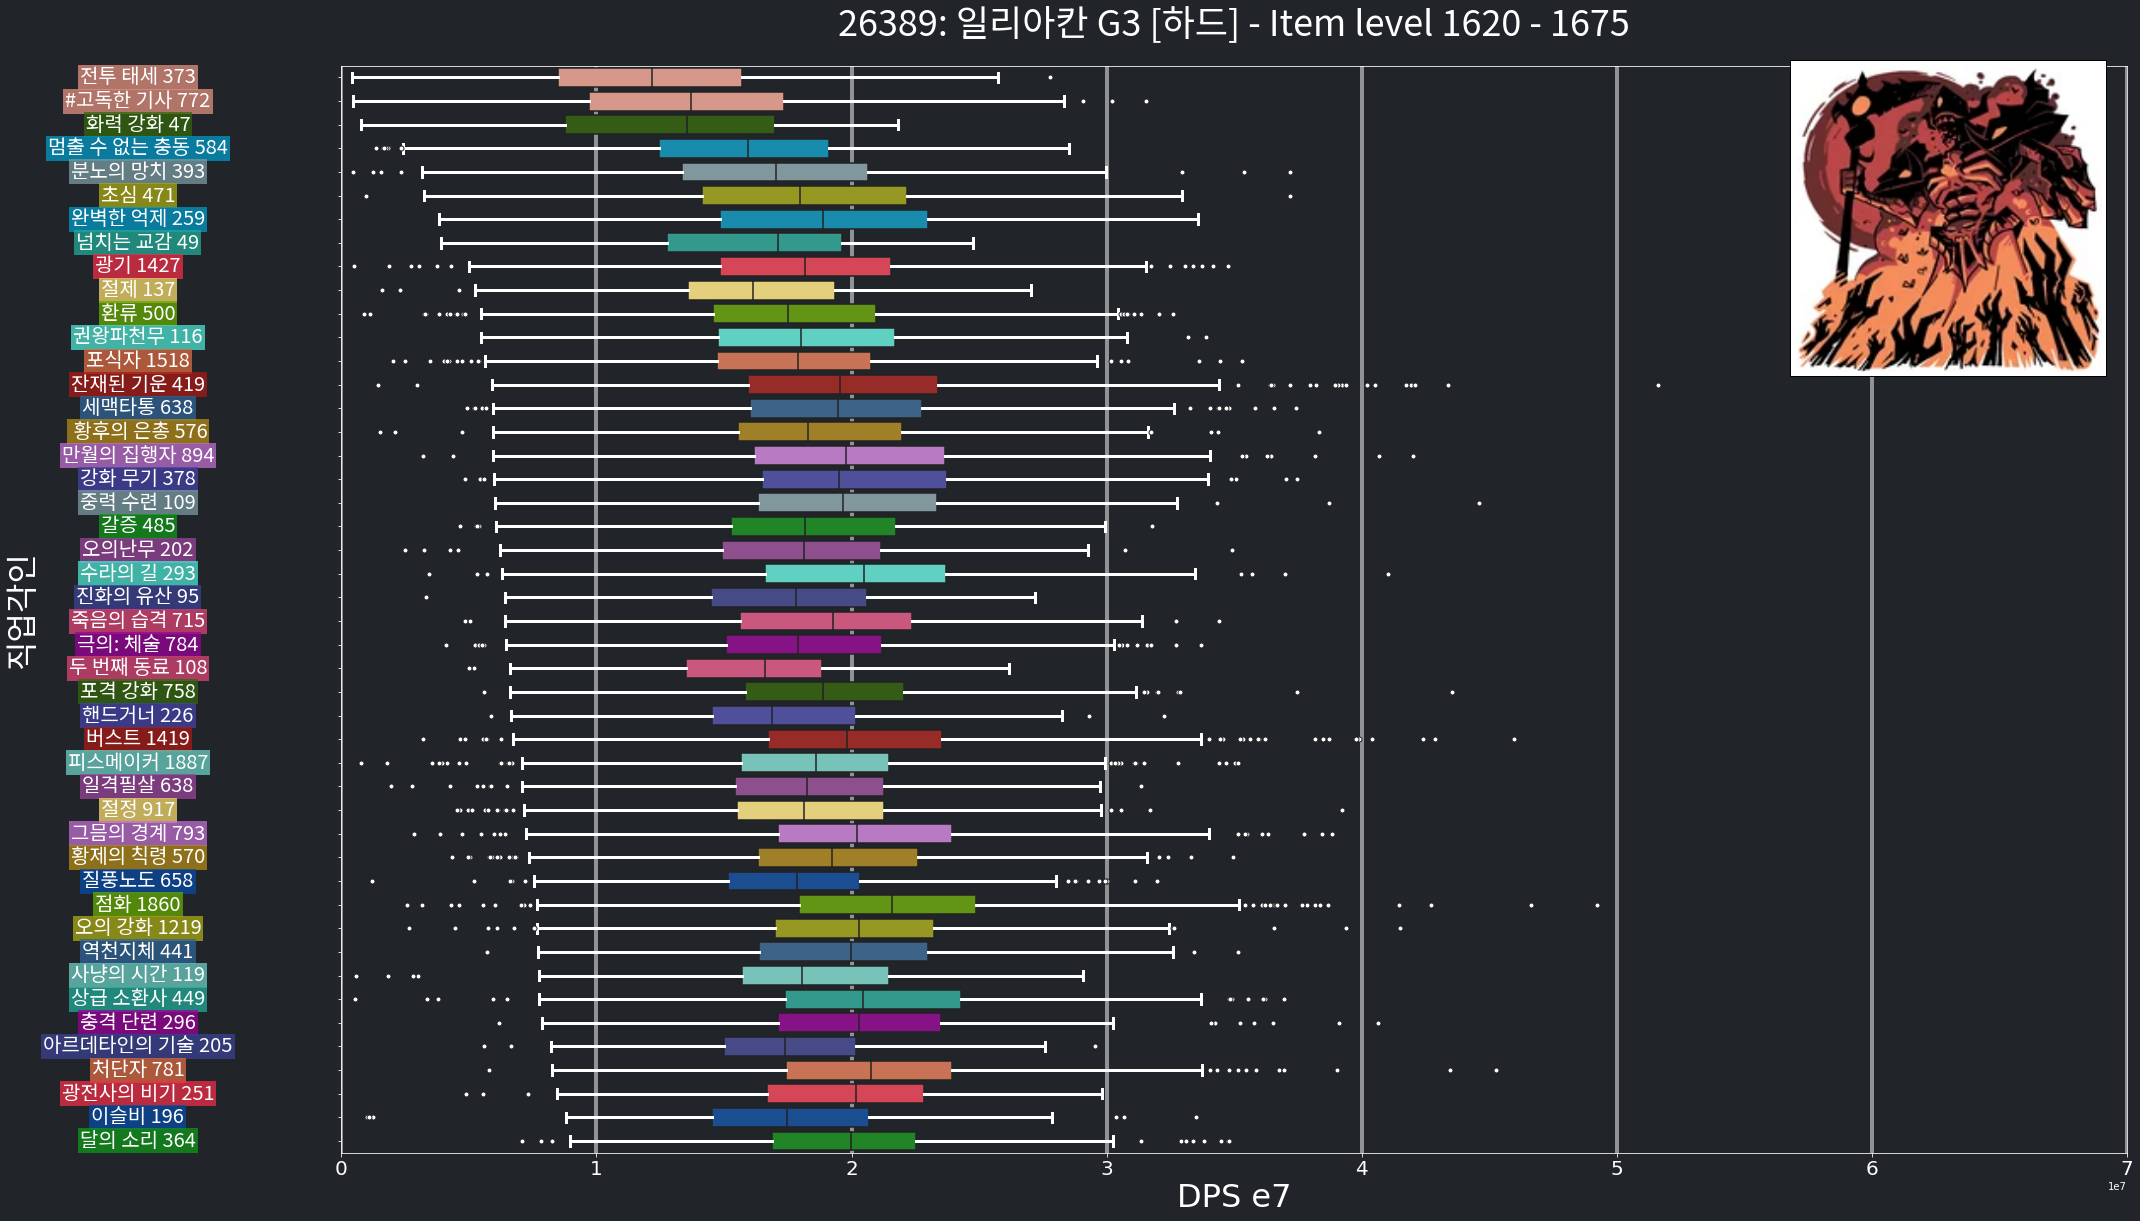 26389: 일리아칸 G3 [하드] - Item level 1620 - 1675
전투 태세 373
#고독한 기사 772
화력 강화 47
멈출 수 없는 충동 584
분노의 망치 393
초심 471
완벽한 억제 259
넘치는 교감 49
광기 1427
절제 137
환류 500
권왕파천무 116
포식자 1518
잔재된 기운 419
세맥타통 638
황후의 은총 576
만월의 집행자 894
강화 무기 378
중력 수련 109
갈증 485
오의난무 202
수라의 길 293
진화의 유산 95
죽음의 습격 715
극의: 체술 784
두 번째 동료 108
포격 강화 758
핸드거너 226
버스트 1419
피스메이커 1887
일격필살 638
절정 917
그믐의 경계 793
황제의 칙령 570
질풍노도 658
점화 1860
오의 강화 1219
역천지체 441
사냥의 시간 119
상급 소환사 449
충격 단련 296
아르데타인의 기술 205
처단자 781
광전사의 비기 251
이슬비 196
달의 소리 364
직업각인
0 1 2 3 4 5 6 7
1e7
DPS e7